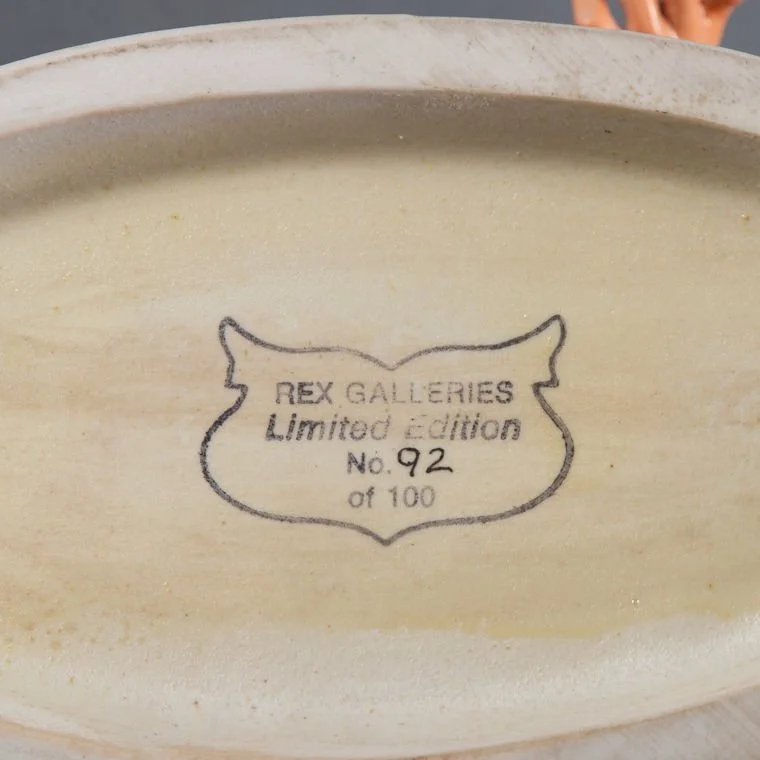 REX GALLERIES
Limited Edition
No. 92
of 100